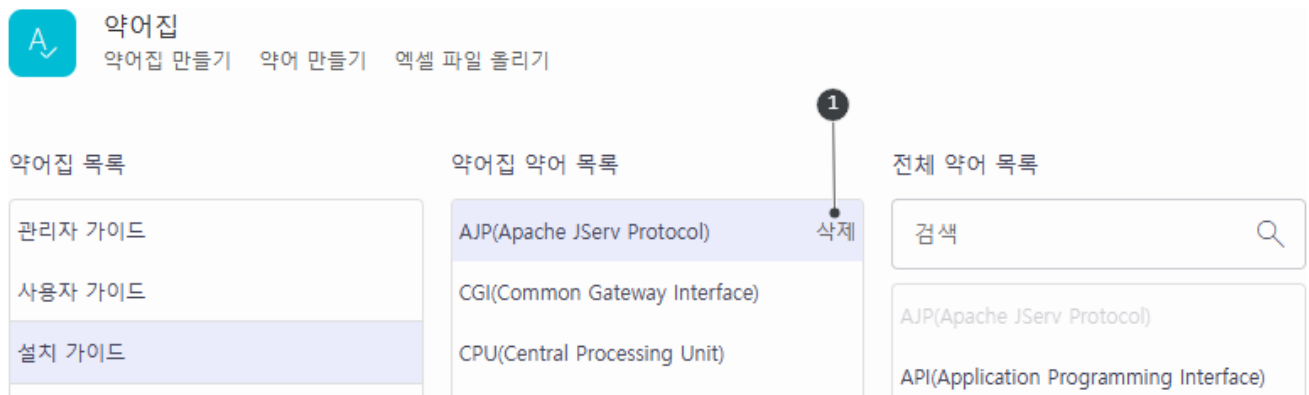 약어집
약어집 만들기 약어 만들기 엑셀 파일 올리기
1
약어집 목록
관리자 가이드
사용자 가이드
설치 가이드
약어집 약어 목록
AJP(Apache JServ Protocol) 삭제
CGI(Common Gateway Interface)
CPU(Central Processing Unit)
전체 약어 목록
검색
AJP(Apache JServ Protocol)
API(Application Programming Interface)